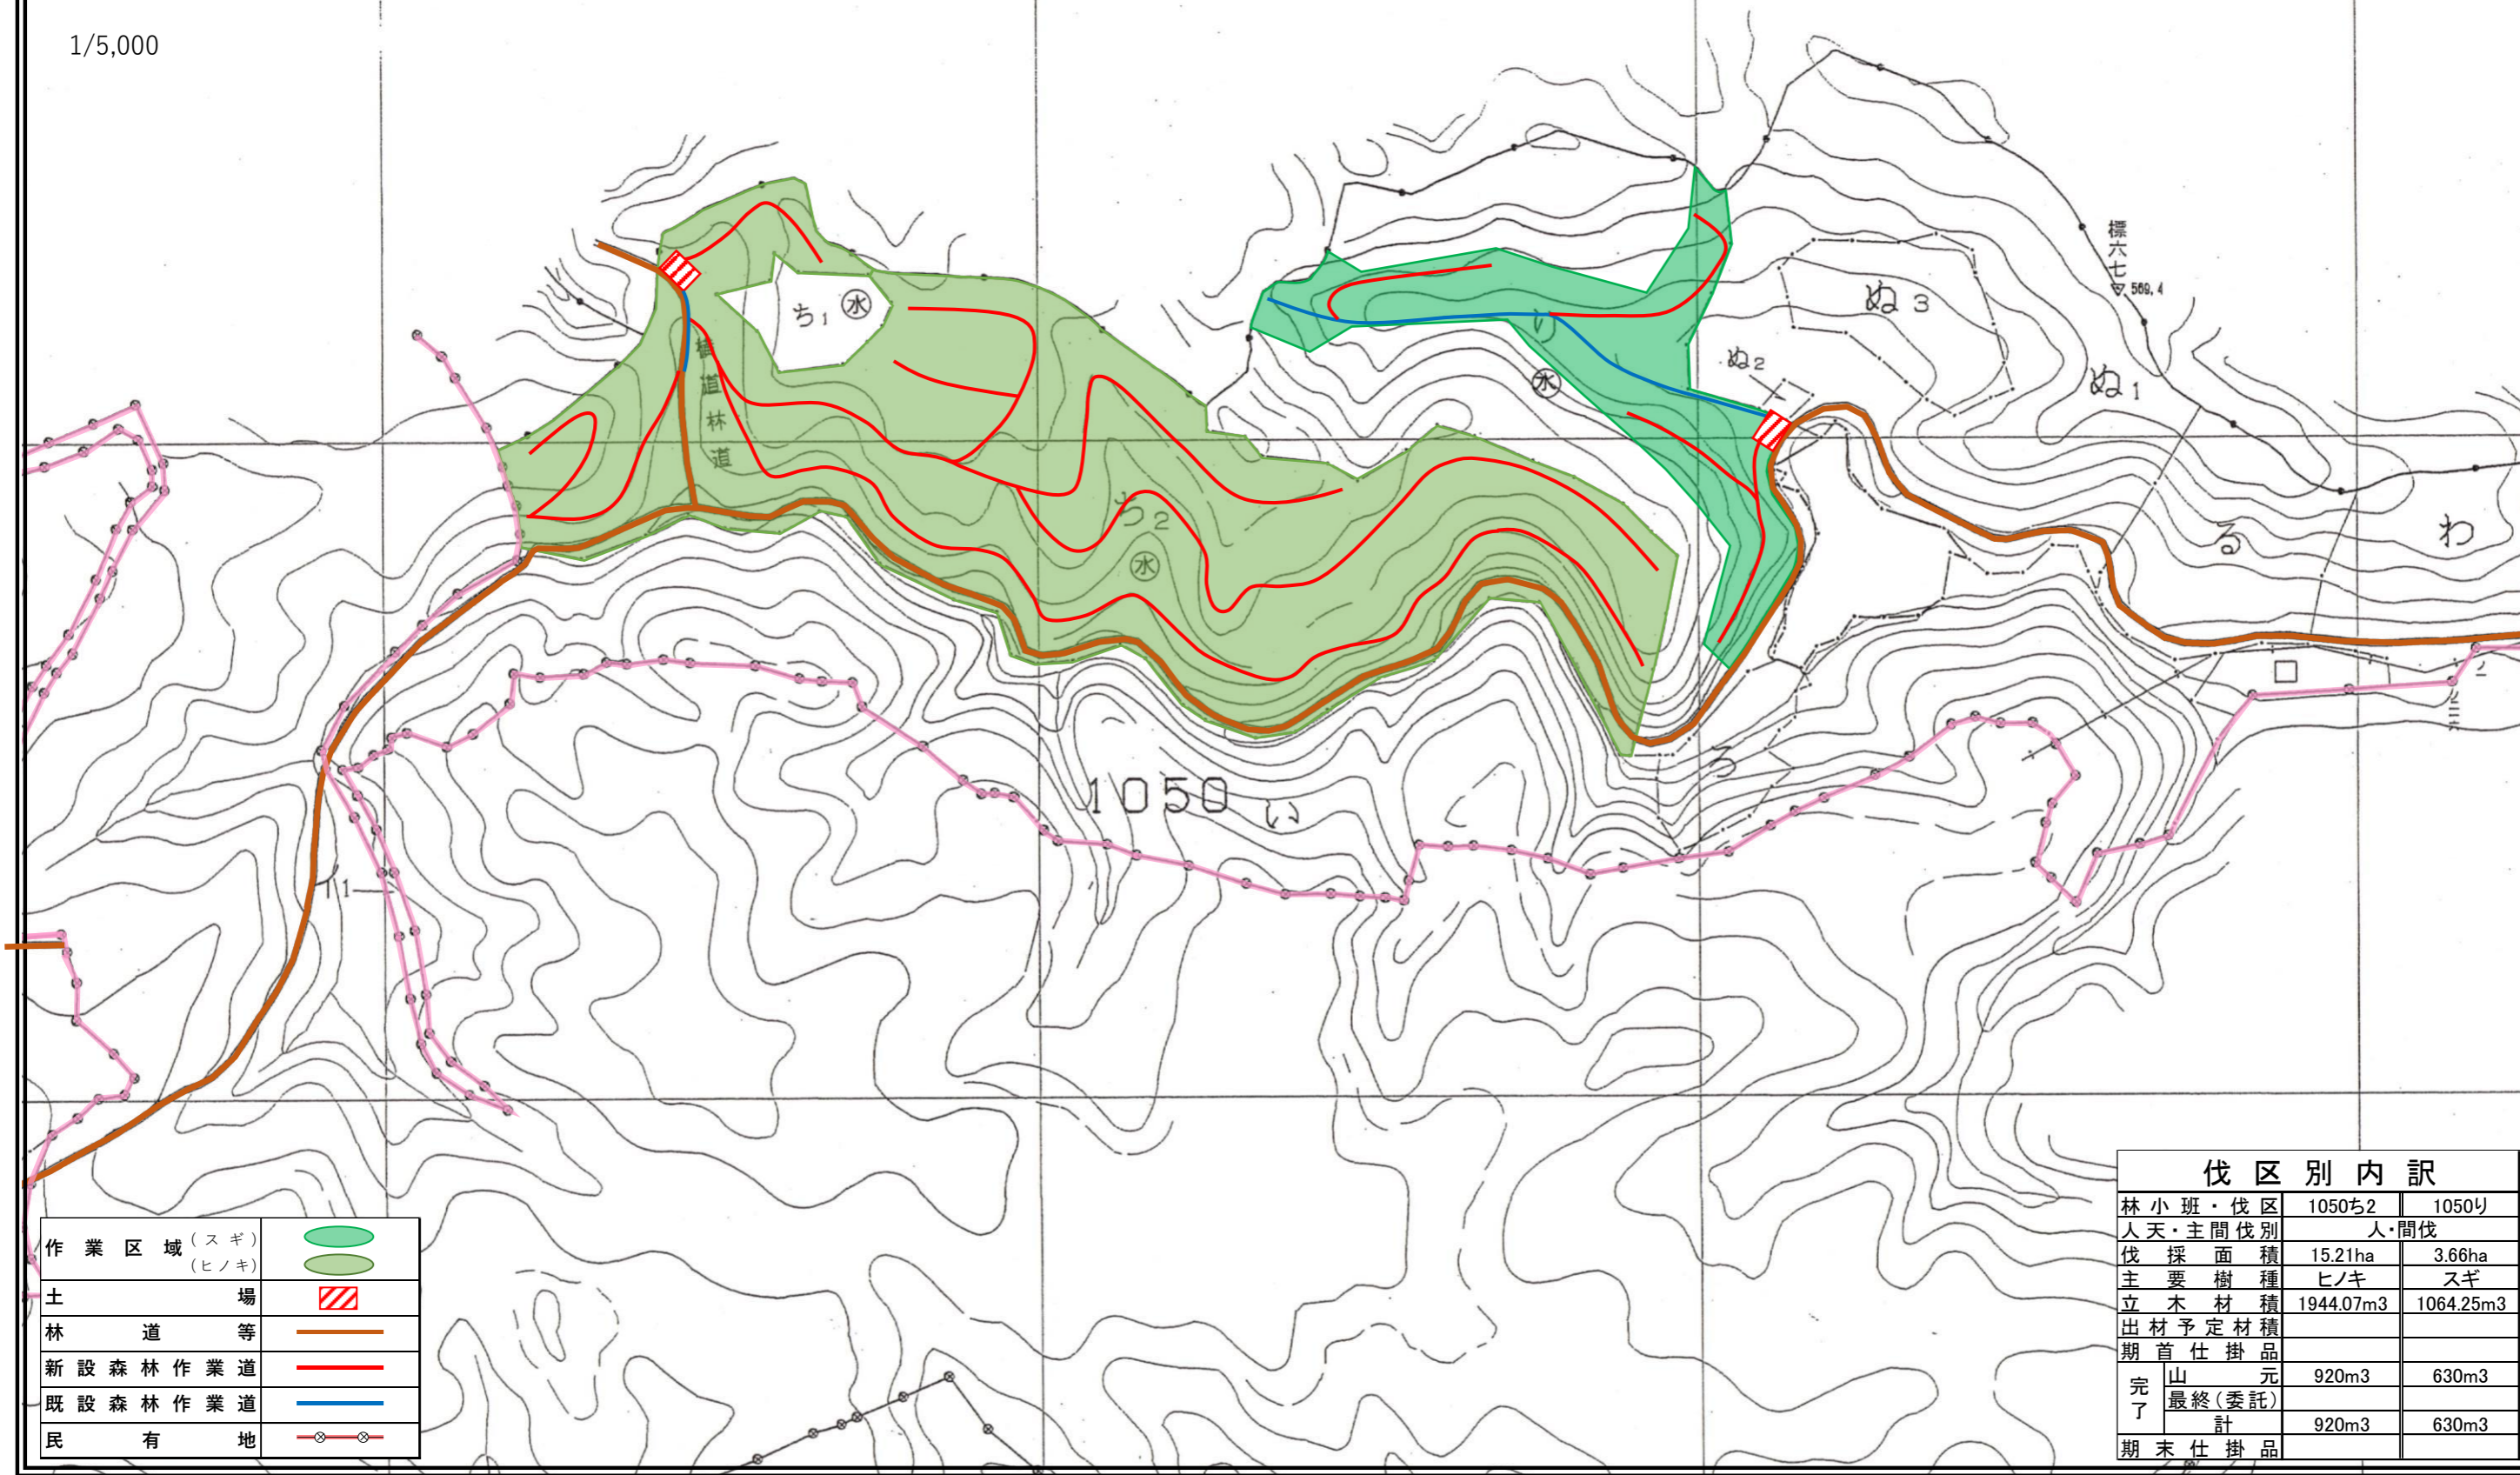 1/5,000
標六七
569.4
ち1 水
ぬ3
ぬ2
り
ぬ1
水
横道林道
ち2
水
る
わ
ろ
1050 い
イ1
作業区域 (スギ)
(ヒノキ)
土場
林道等
新設森林作業道
既設森林作業道
民有地
伐区別内訳
林小班・伐区 1050ち2 1050り
人天・主間伐別 人・間伐
伐採面積 15.21ha 3.66ha
主要樹種 ヒノキ スギ
立木材積 1944.07m3 1064.25m3
出材予定材積
期首仕掛品
完了 山元 920m3 630m3
最終(委託)
計 920m3 630m3
期末仕掛品